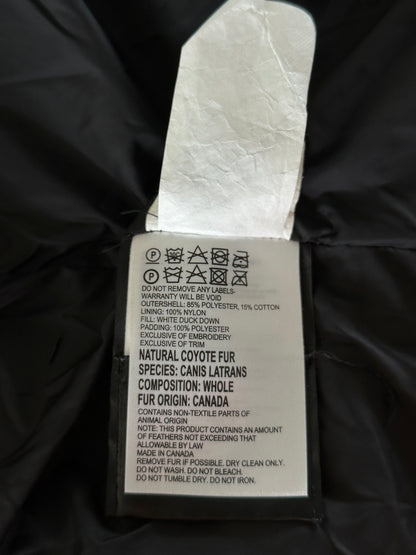 P
P
DO NOT REMOVE ANY LABELS-
WARRANTY WILL BE VOID
OUTERSHELL: 85% POLYESTER, 15% COTTON
LINING: 100% NYLON
FILL: WHITE DUCK DOWN
PADDING: 100% POLYESTER
EXCLUSIVE OF EMBROIDERY
EXCLUSIVE OF TRIM
NATURAL COYOTE FUR
SPECIES: CANIS LATRANS
COMPOSITION: WHOLE
FUR ORIGIN: CANADA
CONTAINS NON-TEXTILE PARTS OF
ANIMAL ORIGIN
NOTE: THIS PRODUCT CONTAINS AN AMOUNT
OF FEATHERS NOT EXCEEDING THAT
ALLOWABLE BY LAW
MADE IN CANADA
REMOVE FUR IF POSSIBLE. DRY CLEAN ONLY.
DO NOT WASH. DO NOT BLEACH.
DO NOT TUMBLE DRY. DO NOT IRON.